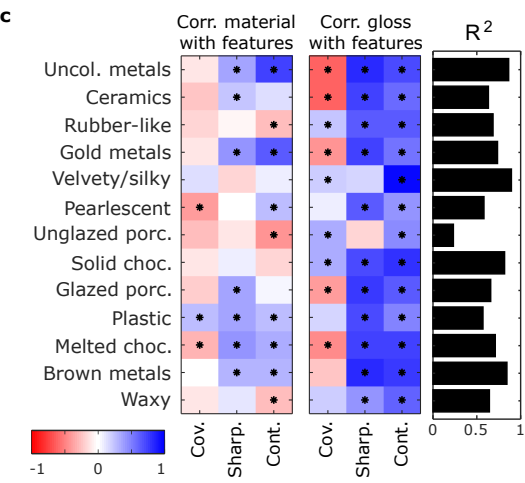 c
Corr. material
with features
Corr. gloss
with features
R²
Uncol. metals
Ceramics
Rubber-like
Gold metals
Velvety/silky
Pearlescent
Unglazed porc.
Solid choc.
Glazed porc.
Plastic
Melted choc.
Brown metals
Waxy
Cov.
Sharp.
Cont.
Cov.
Sharp.
Cont.
0 0.5 1
-1 0 1